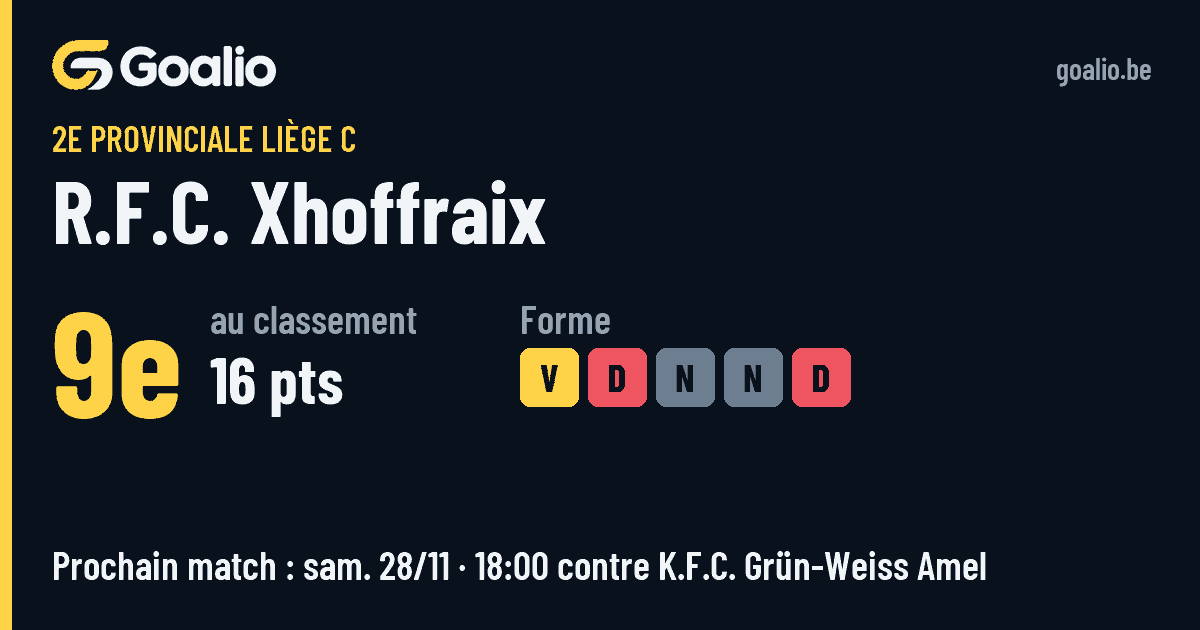 Goalio
goalio.be
2E PROVINCIALE LIÈGE C
R.F.C. Xhoffraix
9e
au classement
16 pts
Forme
V D N N D
Prochain match : sam. 28/11 · 18:00 contre K.F.C. Grün-Weiss Amel